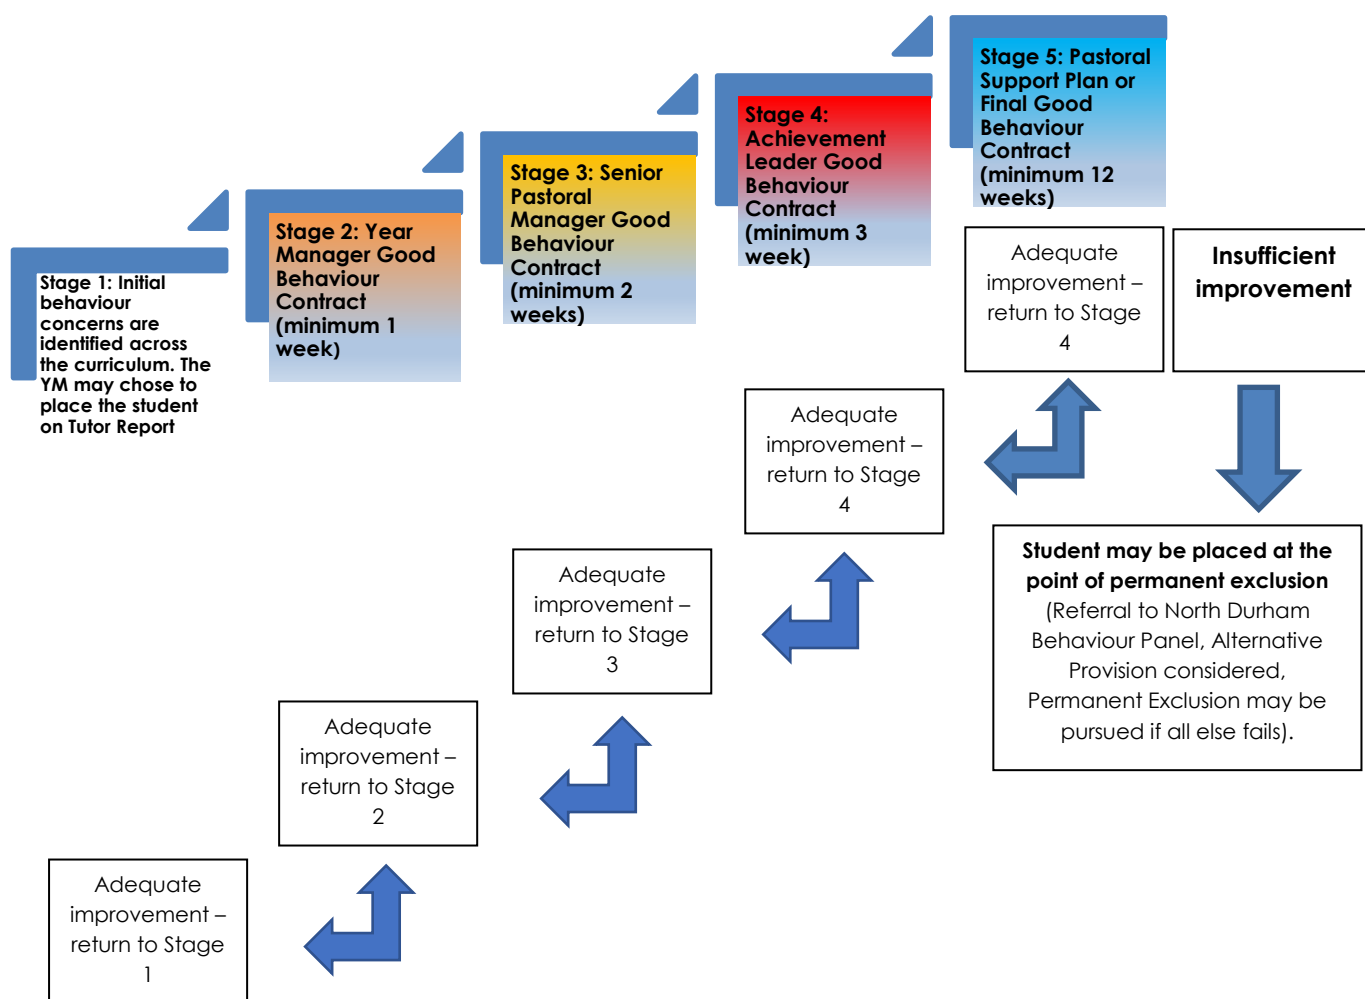 Stage 1: Initial
behaviour
concerns are
identified across
the curriculum. The
YM may chose to
place the student
on Tutor Report
Stage 2: Year
Manager Good
Behaviour
Contract
(minimum 1
week)
Stage 3: Senior
Pastoral
Manager Good
Behaviour
Contract
(minimum 2
weeks)
Stage 4:
Achievement
Leader Good
Behaviour
Contract
(minimum 3
week)
Stage 5: Pastoral
Support Plan or
Final Good
Behaviour
Contract
(minimum 12
weeks)
Adequate
improvement –
return to Stage
4
Insufficient
improvement
Adequate
improvement –
return to Stage
4
Student may be placed at the
point of permanent exclusion
(Referral to North Durham
Behaviour Panel, Alternative
Provision considered,
Permanent Exclusion may be
pursued if all else fails).
Adequate
improvement –
return to Stage
3
Adequate
improvement –
return to Stage
2
Adequate
improvement –
return to Stage
1